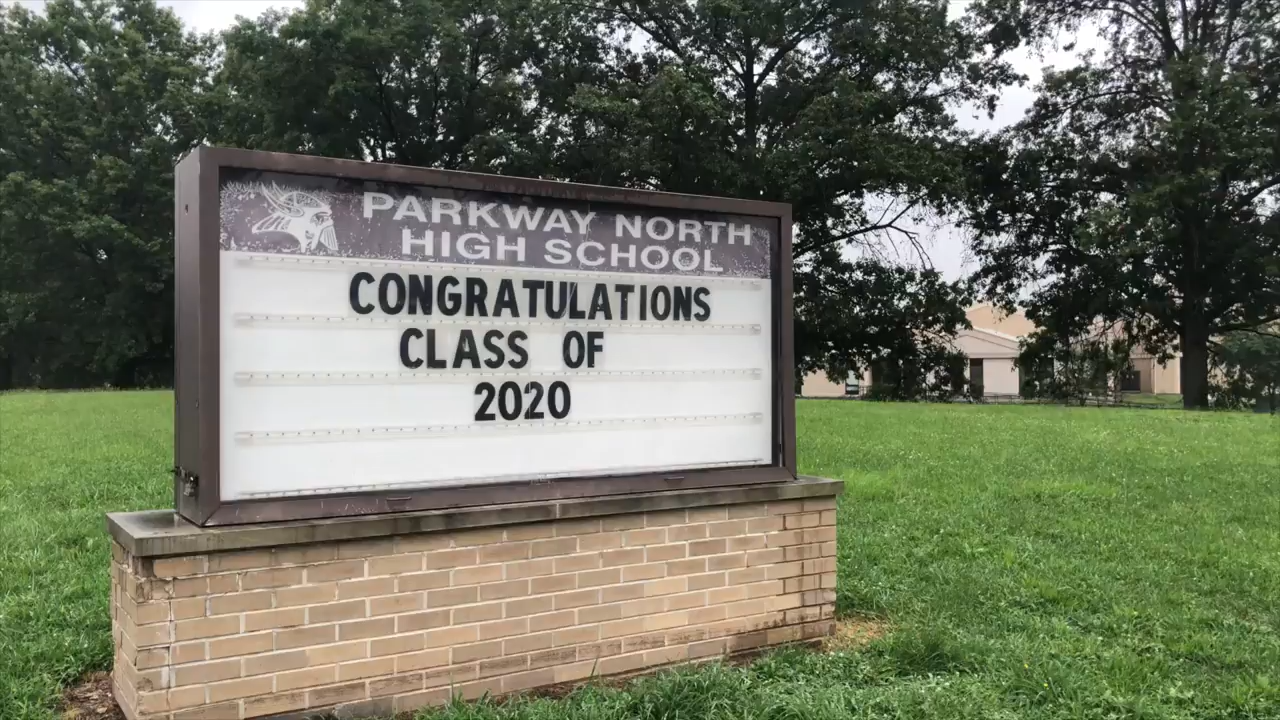 PARKWAY NORTH
HIGH SCHOOL
CONGRATULATIONS
CLASS OF
2020